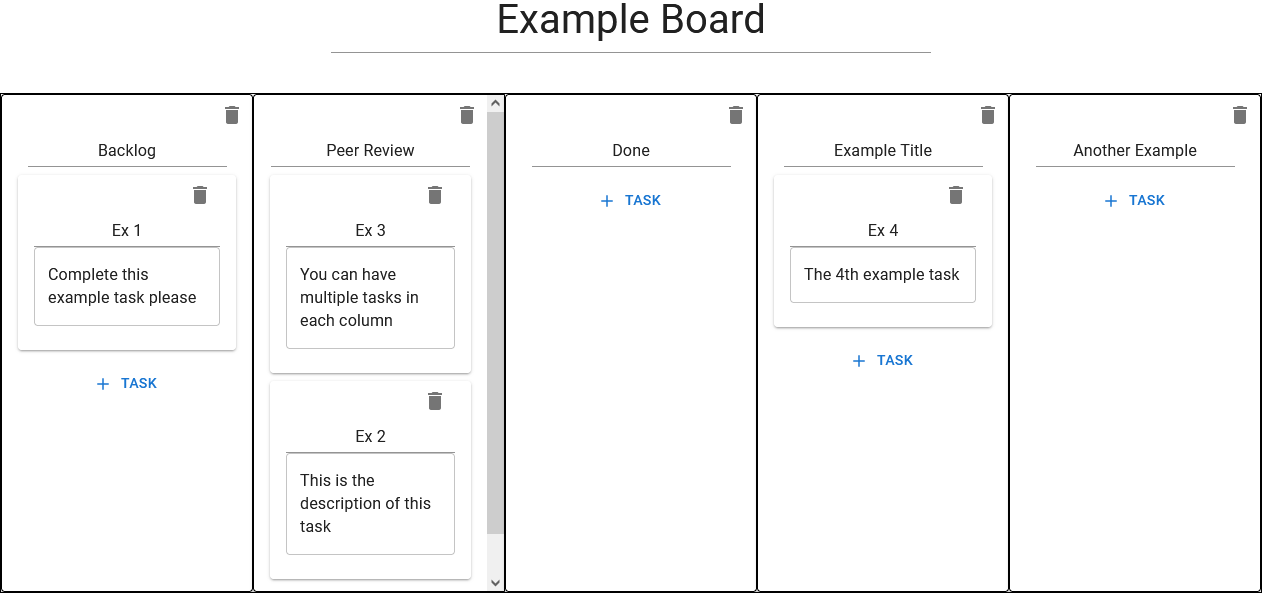 Example Board
Backlog
Ex 1
Complete this
example task please
+ TASK
Peer Review
Ex 3
You can have
multiple tasks in
each column
Ex 2
This is the
description of this
task
Done
+ TASK
Example Title
Ex 4
The 4th example task
+ TASK
Another Example
+ TASK